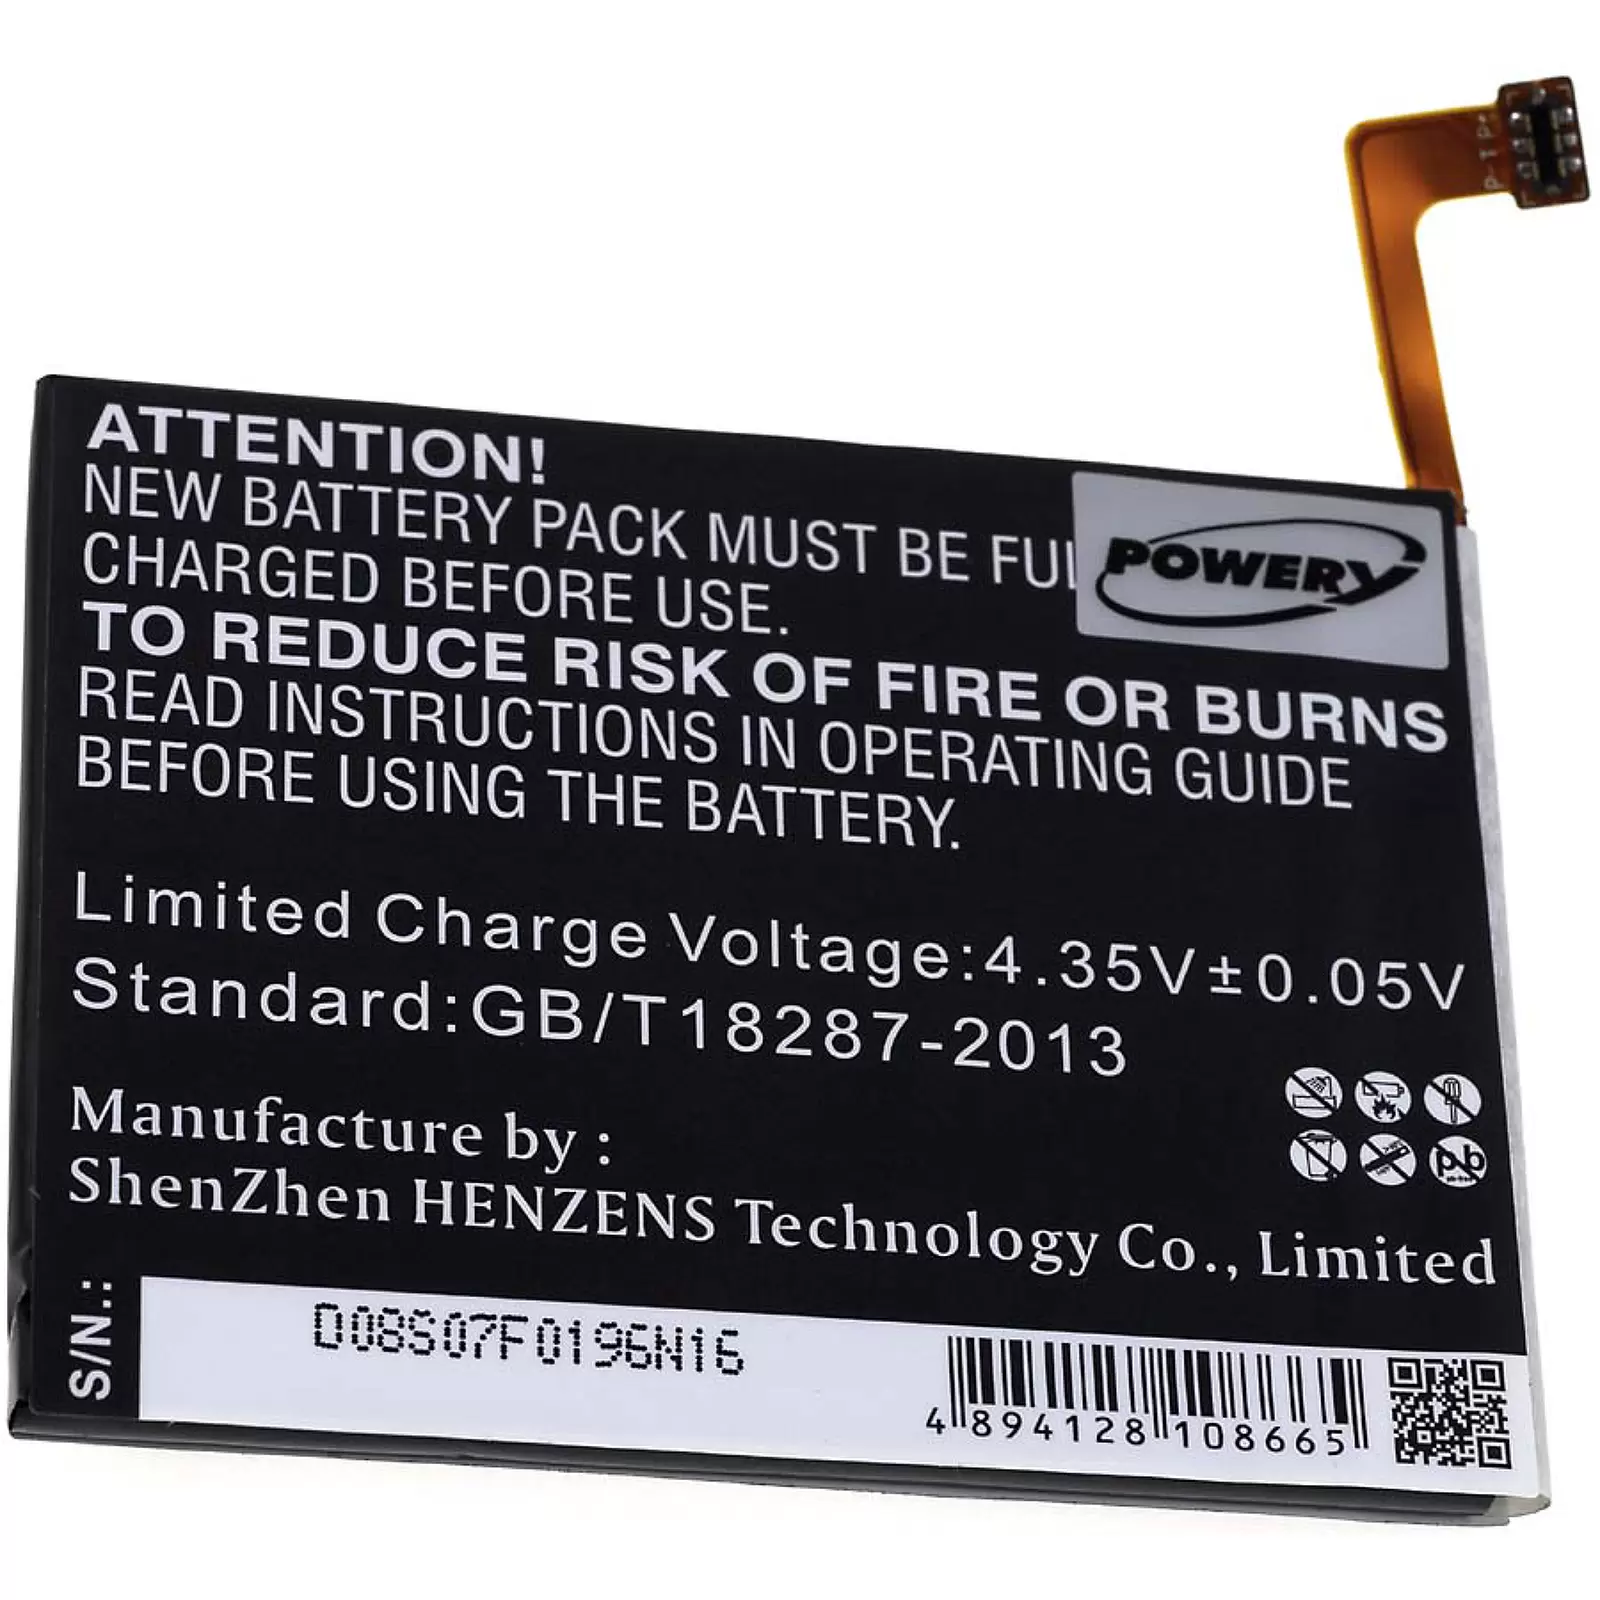 P-TP+
ATTENTION!
NEW BATTERY PACK MUST BE FUL
POWERY
CHARGED BEFORE USE.
TO REDUCE RISK OF FIRE OR BURNS
READ INSTRUCTIONS IN OPERATING GUIDE
BEFORE USING THE BATTERY.
Limited Charge Voltage:4.35V±0.05V
Standard:GB/T18287-2013
Manufacture by :
ShenZhen HENZENS Technology Co., Limited
Pb
S/N.:
D08S07F0196N16
4 894128 108665